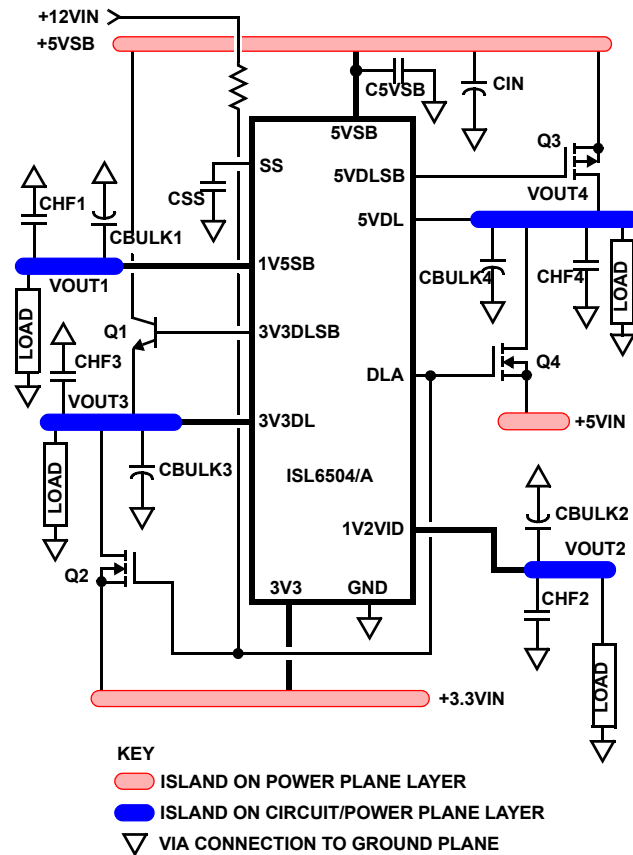 +12VIN
+5VSB
C5VSB
CIN
5VSB
Q3
SS
5VDLSB
VOUT4
CSS
5VDL
CHF1
CBULK1
1V5SB
VOUT1
CBULK4
CHF4
LOAD
LOAD
Q1
3V3DLSB
CHF3
Q4
DLA
VOUT3
3V3DL
+5VIN
CBULK3
ISL6504/A
LOAD
1V2VID
CBULK2
VOUT2
Q2
3V3
GND
CHF2
LOAD
+3.3VIN
KEY
ISLAND ON POWER PLANE LAYER
ISLAND ON CIRCUIT/POWER PLANE LAYER
VIA CONNECTION TO GROUND PLANE